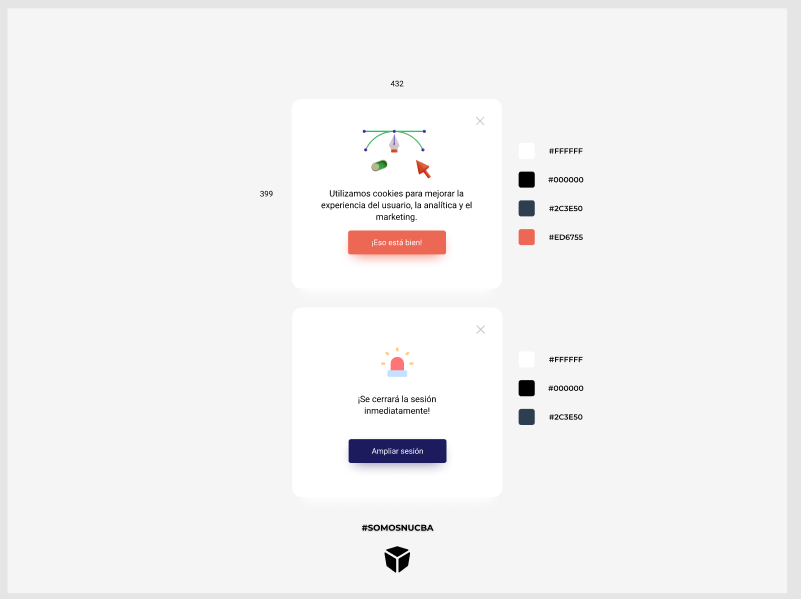 432
399
Utilizamos cookies para mejorar la
experiencia del usuario, la analítica y el
marketing.
¡Eso está bien!
#FFFFFF
#000000
#2C3E50
#ED6755
¡Se cerrará la sesión
inmediatamente!
Ampliar sesión
#FFFFFF
#000000
#2C3E50
#SOMOSNUCBA